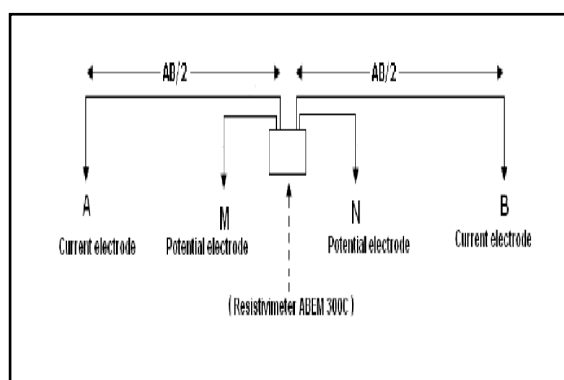 AB/2 AB/2
A M N B
Current electrode Potential electrode Potential electrode Current electrode
( Resistivimeter ABEM 300C )